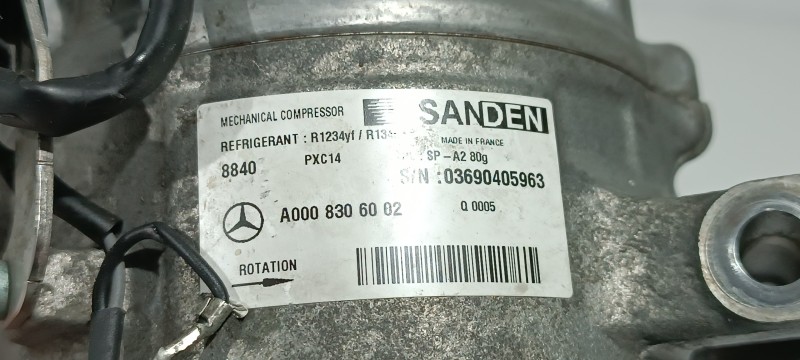 MECHANICAL COMPRESSOR SANDEN
REFRIGERANT : R1234yf / MADE IN FRANCE
8840 PXC14 SP-A2 80g
S/N :03690405963
A000 830 60 02 Q 0005
ROTATION